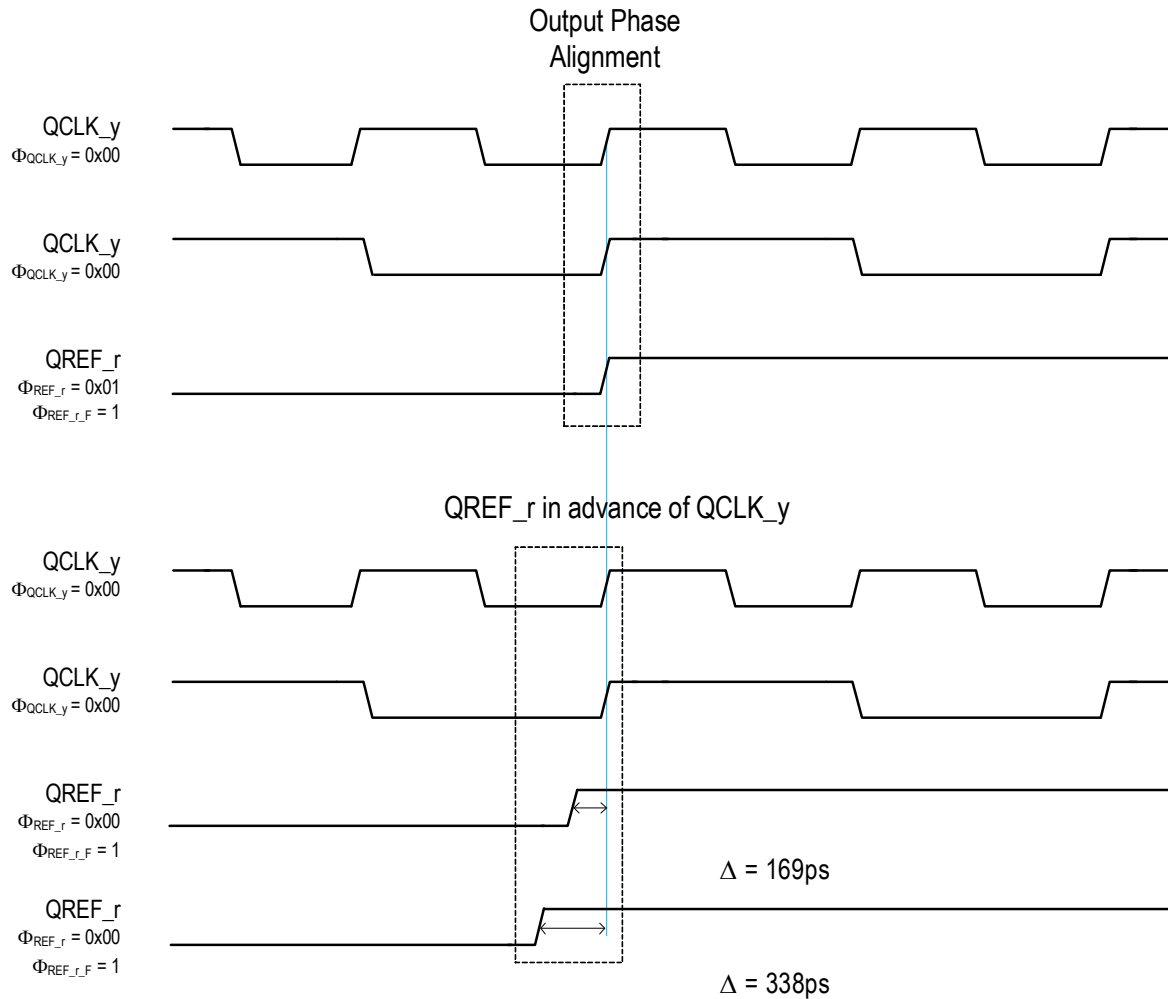 Output Phase
Alignment
QCLK_y
ΦQCLK_y = 0x00
QCLK_y
ΦQCLK_y = 0x00
QREF_r
ΦREF_r = 0x01
ΦREF_r_F = 1
QREF_r in advance of QCLK_y
QCLK_y
ΦQCLK_y = 0x00
QCLK_y
ΦQCLK_y = 0x00
QREF_r
ΦREF_r = 0x00
ΦREF_r_F = 1
Δ = 169ps
QREF_r
ΦREF_r = 0x00
ΦREF_r_F = 1
Δ = 338ps